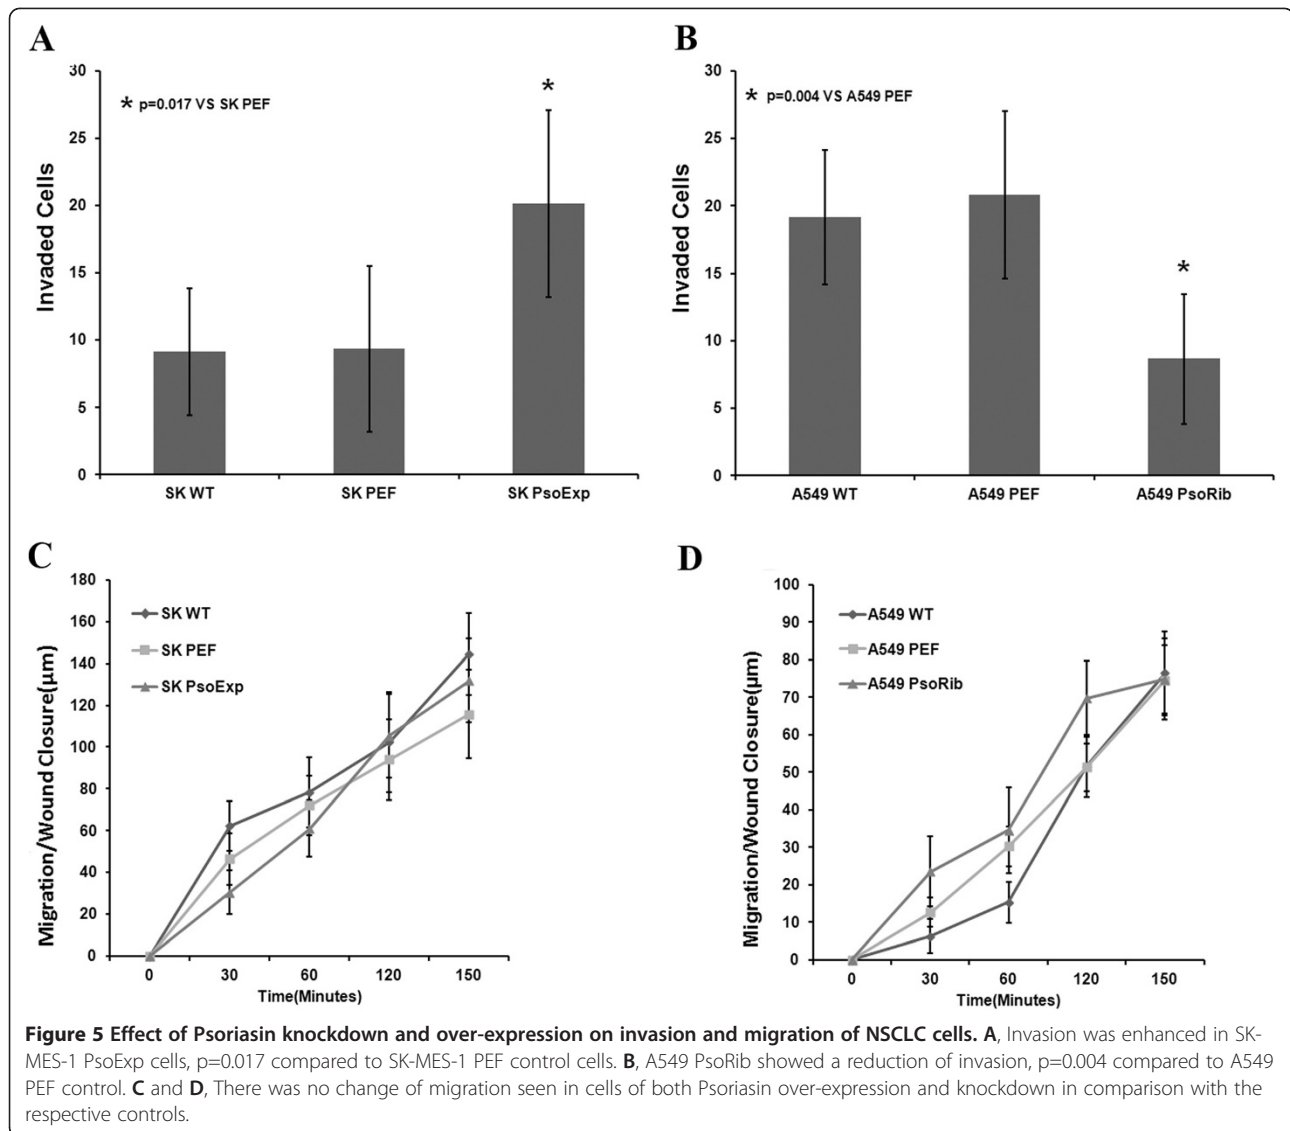 A
30
25
20
15
10
5
0
Invaded Cells
* p=0.017 VS SK PEF
*
SK WT
SK PEF
SK PsoExp
B
30
25
20
15
10
5
0
Invaded Cells
* p=0.004 VS A549 PEF
*
A549 WT
A549 PEF
A549 PsoRib
C
180
160
140
120
100
80
60
40
20
0
Migration/Wound Closure(μm)
SK WT
SK PEF
SK PsoExp
0
30
60
120
150
Time(Minutes)
D
100
90
80
70
60
50
40
30
20
10
0
Migration/Wound Closure(μm)
A549 WT
A549 PEF
A549 PsoRib
0
30
60
120
150
Time(Minutes)
Figure 5 Effect of Psoriasin knockdown and over-expression on invasion and migration of NSCLC cells. A, Invasion was enhanced in SK-
MES-1 PsoExp cells, p=0.017 compared to SK-MES-1 PEF control cells. B, A549 PsoRib showed a reduction of invasion, p=0.004 compared to A549
PEF control. C and D, There was no change of migration seen in cells of both Psoriasin over-expression and knockdown in comparison with the
respective controls.